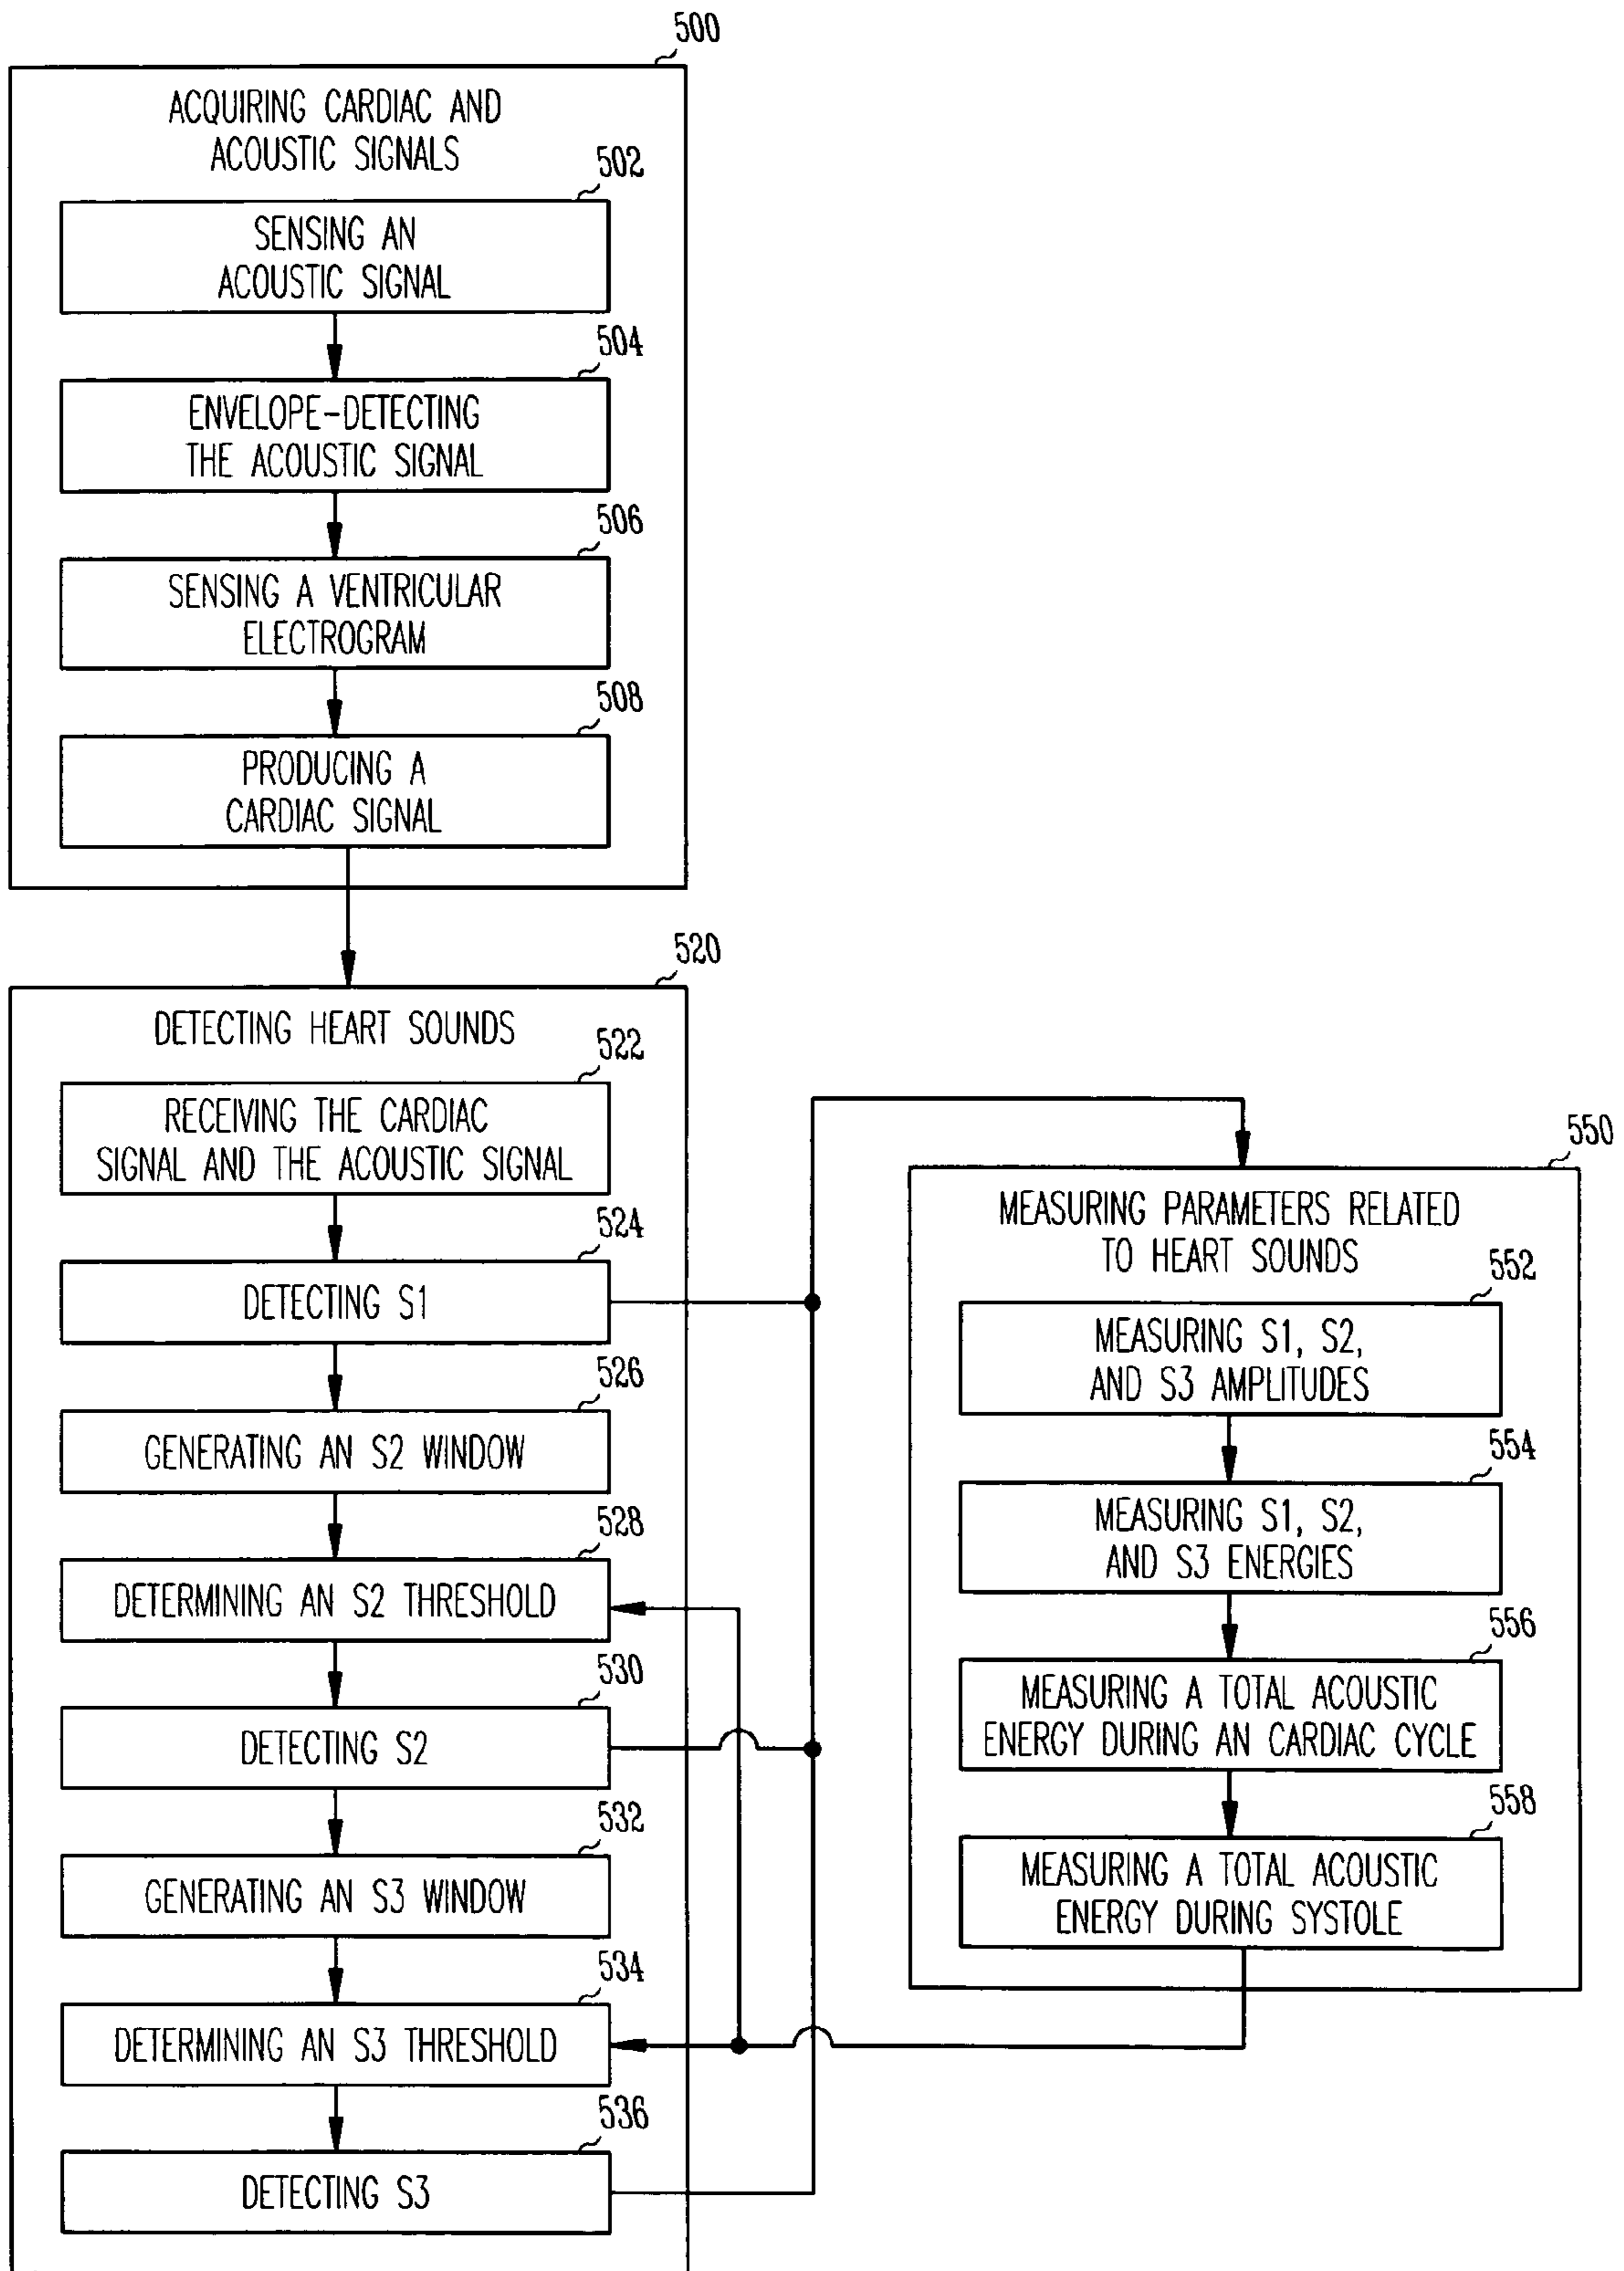 500
ACQUIRING CARDIAC AND
ACOUSTIC SIGNALS
502
SENSING AN
ACOUSTIC SIGNAL
504
ENVELOPE-DETECTING
THE ACOUSTIC SIGNAL
506
SENSING A VENTRICULAR
ELECTROGRAM
508
PRODUCING A
CARDIAC SIGNAL
520
DETECTING HEART SOUNDS
522
RECEIVING THE CARDIAC
SIGNAL AND THE ACOUSTIC SIGNAL
524
DETECTING S1
526
GENERATING AN S2 WINDOW
528
DETERMINING AN S2 THRESHOLD
530
DETECTING S2
532
GENERATING AN S3 WINDOW
534
DETERMINING AN S3 THRESHOLD
536
DETECTING S3
550
MEASURING PARAMETERS RELATED
TO HEART SOUNDS
552
MEASURING S1, S2,
AND S3 AMPLITUDES
554
MEASURING S1, S2,
AND S3 ENERGIES
556
MEASURING A TOTAL ACOUSTIC
ENERGY DURING AN CARDIAC CYCLE
558
MEASURING A TOTAL ACOUSTIC
ENERGY DURING SYSTOLE